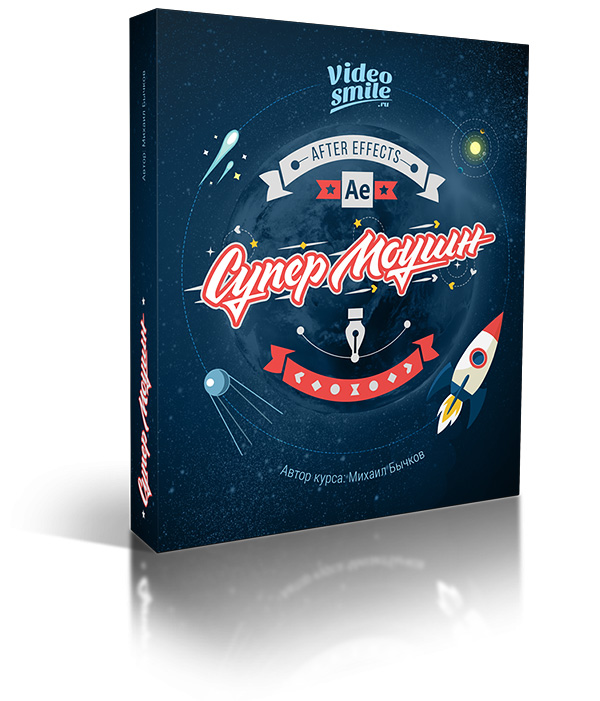 Video
smile
.ru
AFTER EFFECTS
Ae
Супер Моушн
Автор курса: Михаил Бычков
Супер Моушн
Автор: Михаил Бычков